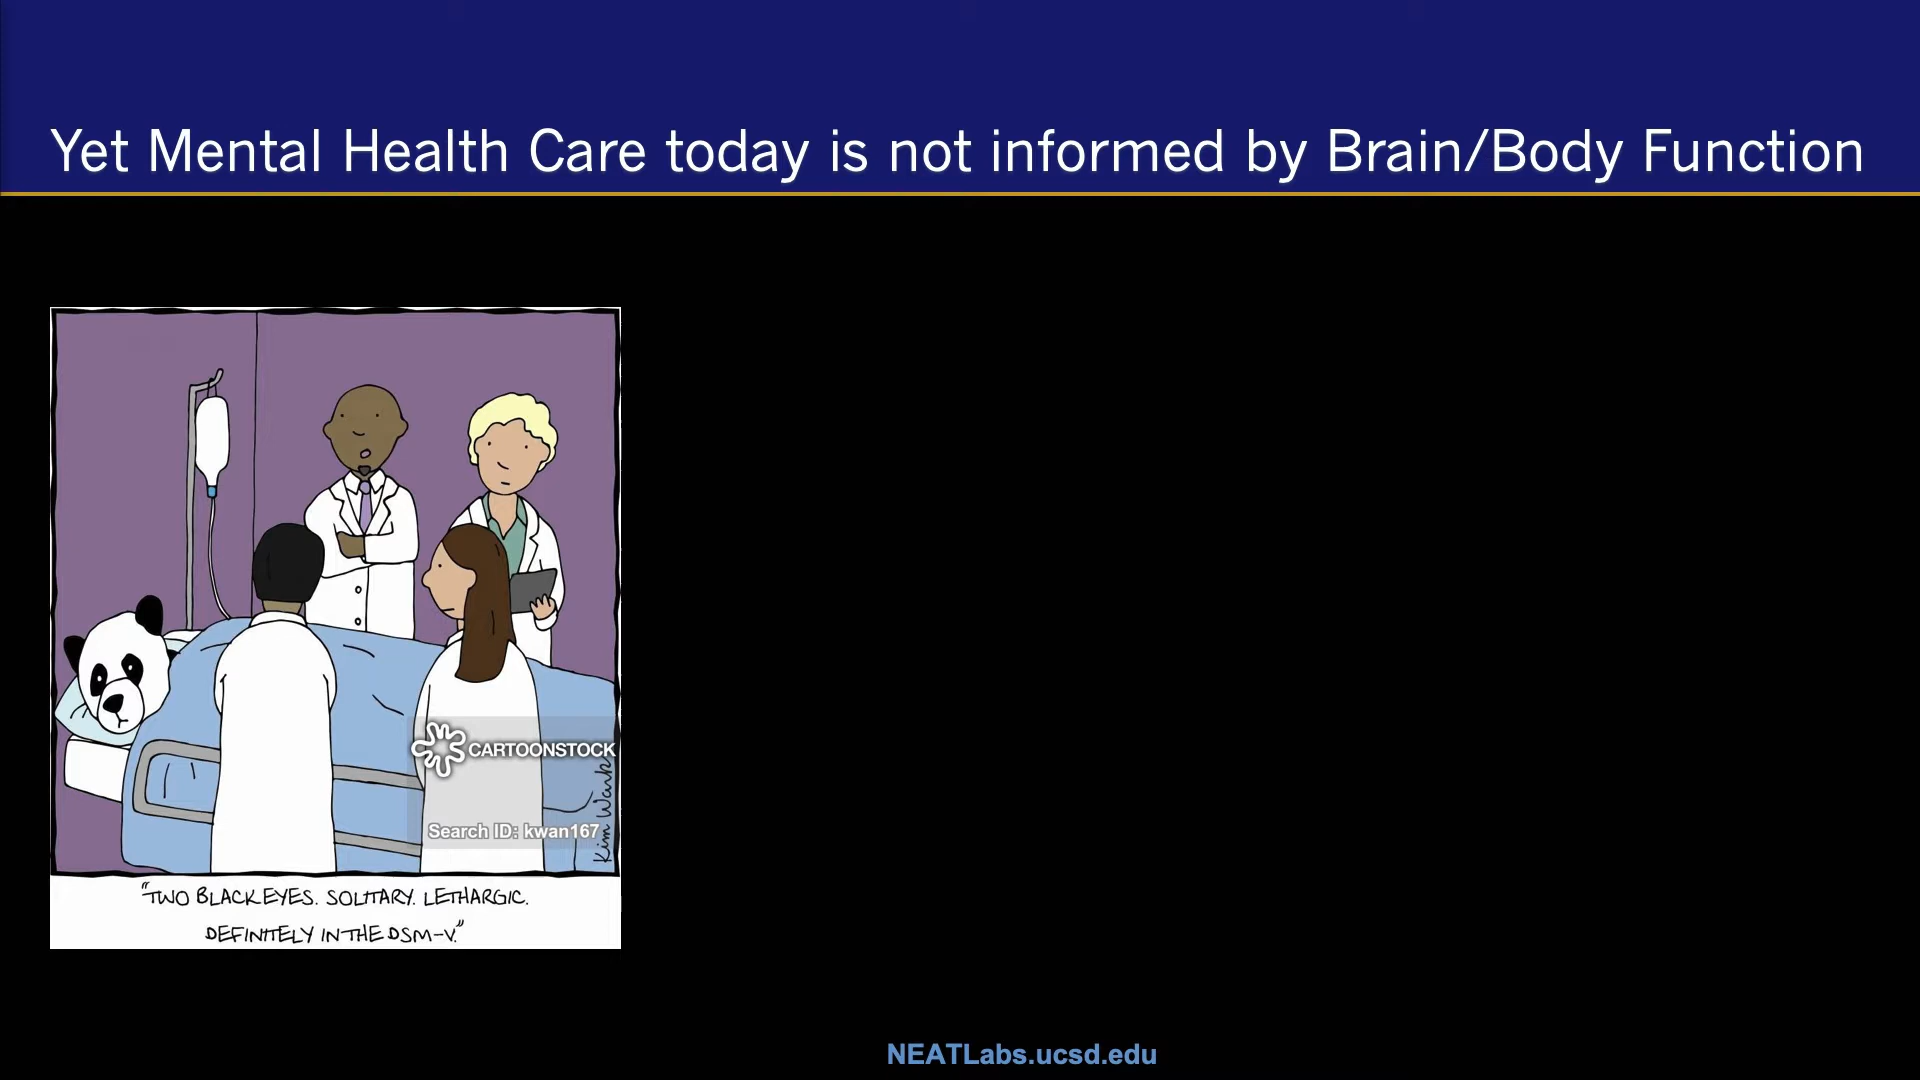 Yet Mental Health Care today is not informed by Brain/Body Function
CARTOONSTOCK
Search ID: kwan167
Kim Wark
"TWO BLACK EYES. SOLITARY. LETHARGIC.
DEFINITELY IN THE DSM-V."
NEATLabs.ucsd.edu